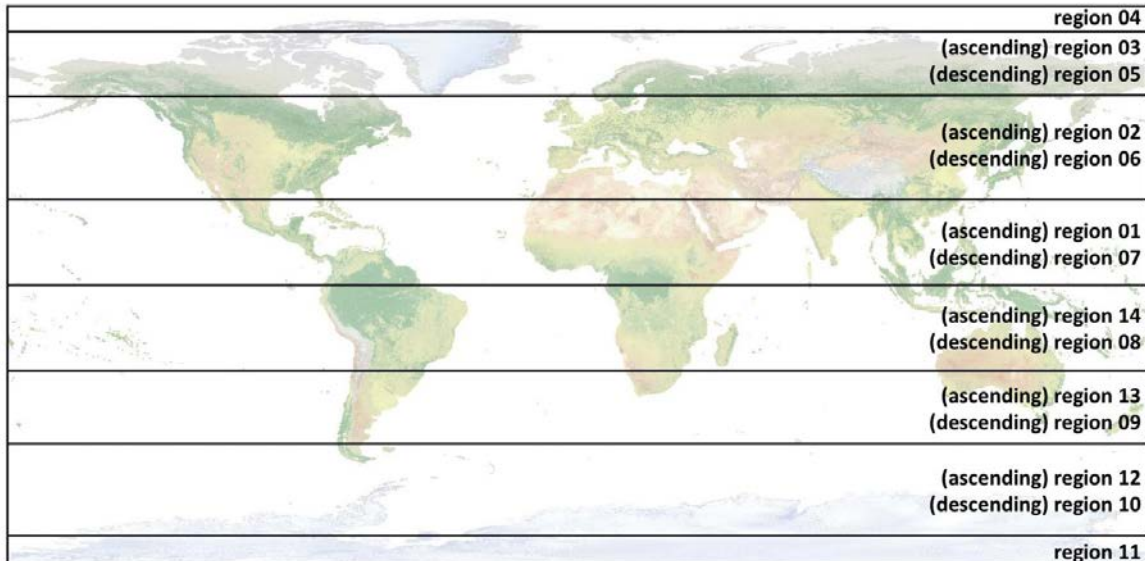 region 04
(ascending) region 03
(descending) region 05
(ascending) region 02
(descending) region 06
(ascending) region 01
(descending) region 07
(ascending) region 14
(descending) region 08
(ascending) region 13
(descending) region 09
(ascending) region 12
(descending) region 10
region 11